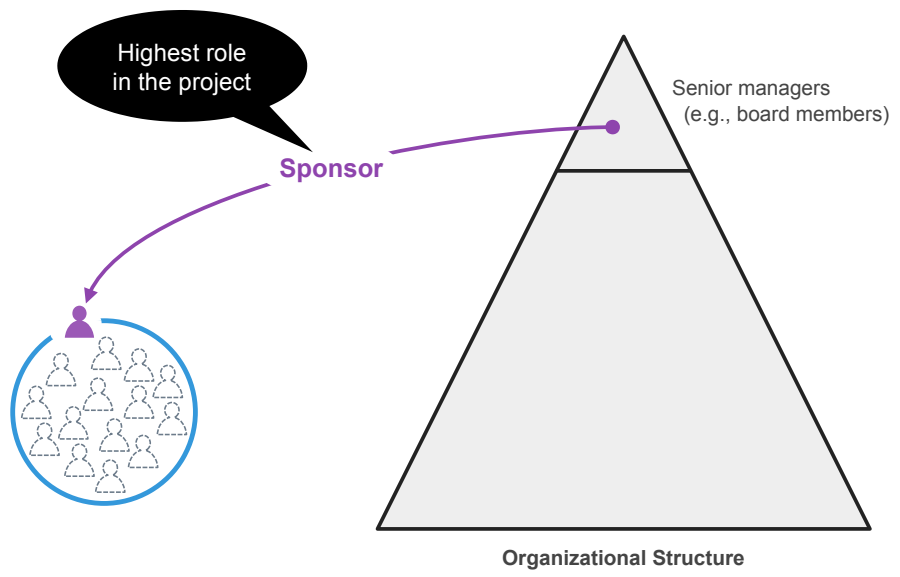 Highest role
in the project
Senior managers
(e.g., board members)
Sponsor
Organizational Structure